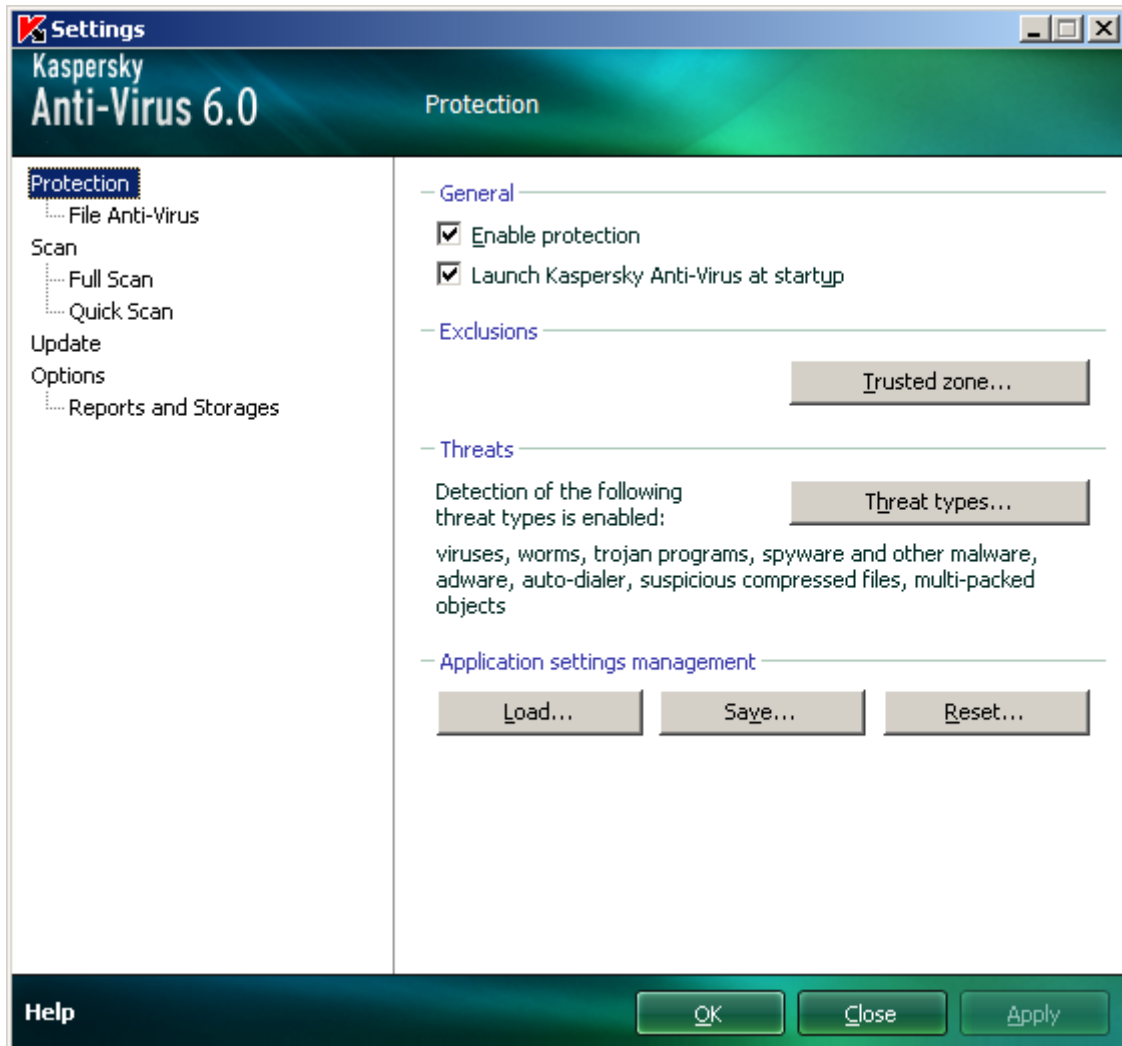 Settings
Kaspersky
Anti-Virus 6.0
Protection
Protection
File Anti-Virus
Scan
Full Scan
Quick Scan
Update
Options
Reports and Storages
General
Enable protection
Launch Kaspersky Anti-Virus at startup
Exclusions
Trusted zone...
Threats
Detection of the following
threat types is enabled:
Threat types...
viruses, worms, trojan programs, spyware and other malware,
adware, auto-dialer, suspicious compressed files, multi-packed
objects
Application settings management
Load...
Save...
Reset...
Help
OK
Close
Apply